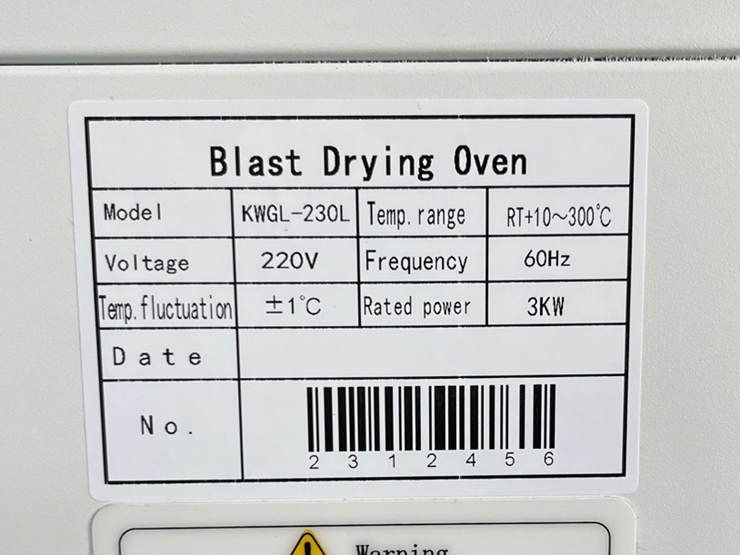 Blast Drying Oven
Model KWGL-230L Temp. range RT+10~300℃
Voltage 220V Frequency 60Hz
Temp. fluctuation ±1℃ Rated power 3KW
Date
No.
2 3 1 2 4 5 6
Warning